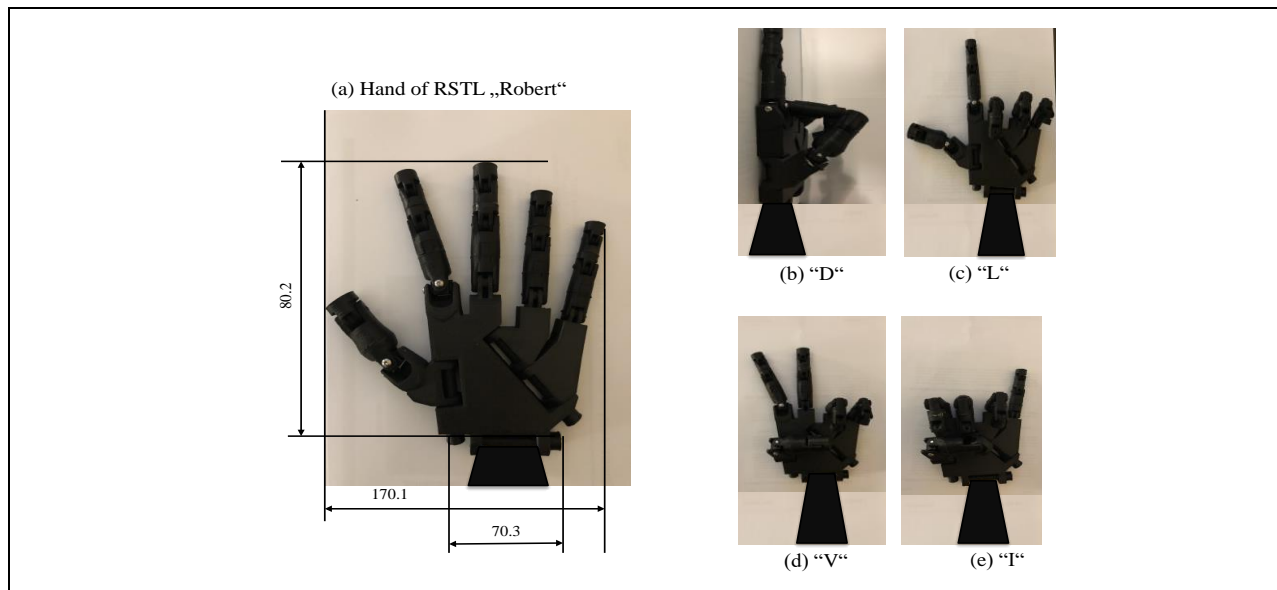 (a) Hand of RSTL „Robert“
80.2
170.1
70.3
(b) “D“
(c) “L“
(d) “V“
(e) “I“